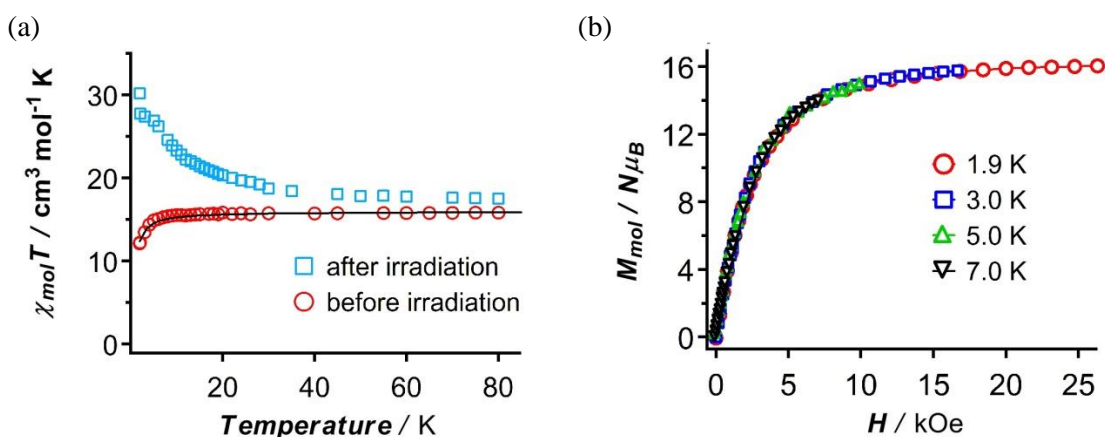 (a)
(b)
χmolT / cm³ mol⁻¹ K
30
20
10
0
after irradiation
before irradiation
20
40
60
80
Temperature / K
Mmol / NμB
16
12
8
4
0
1.9 K
3.0 K
5.0 K
7.0 K
0
5
10
15
20
25
H / kOe